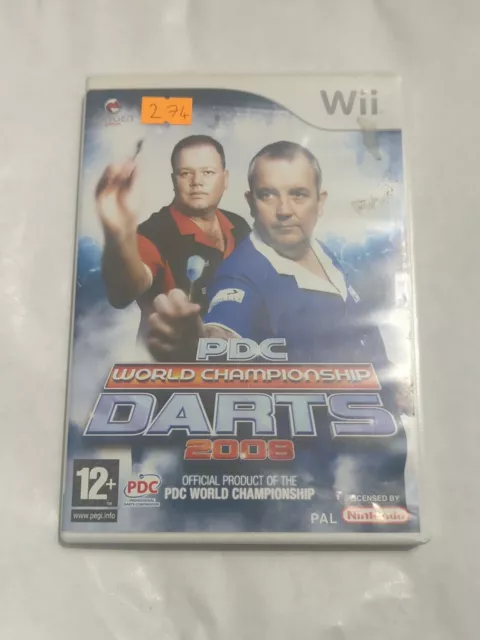 2.74
Wii
PDC
WORLD CHAMPIONSHIP
DARTS
2008
12+
www.pegi.info
PDC
OFFICIAL PRODUCT OF THE
PDC WORLD CHAMPIONSHIP
LICENSED BY
PAL Nintendo